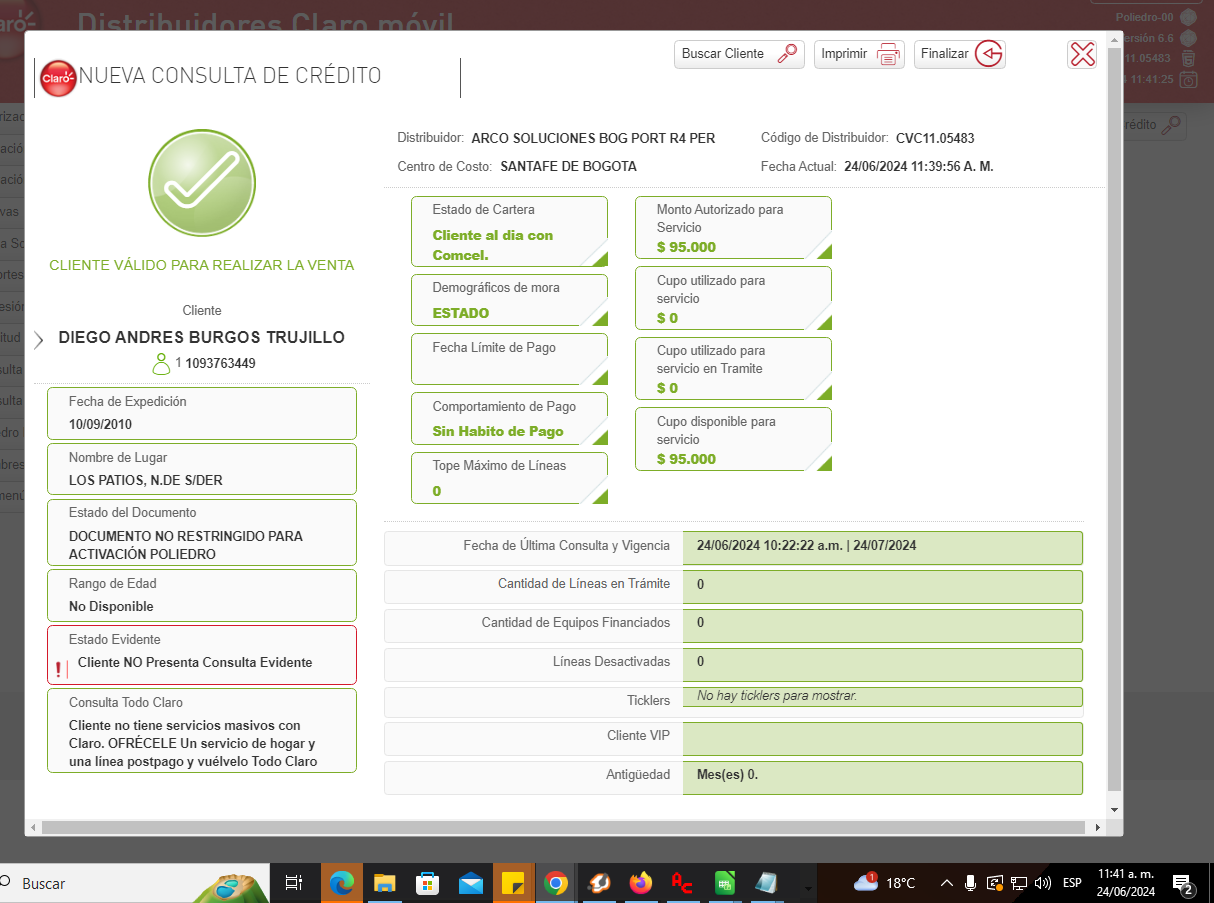 Distribuidores Claro móvil
Poliedro-00
ersión 6.6
11.05483
11:41:25
Buscar Cliente
Imprimir
Finalizar
Claro
NUEVA CONSULTA DE CRÉDITO
rédito
CLIENTE VÁLIDO PARA REALIZAR LA VENTA
Cliente
DIEGO ANDRES BURGOS TRUJILLO
1 1093763449
Fecha de Expedición
10/09/2010
Nombre de Lugar
LOS PATIOS, N.DE S/DER
Estado del Documento
DOCUMENTO NO RESTRINGIDO PARA
ACTIVACIÓN POLIEDRO
Rango de Edad
No Disponible
Estado Evidente
! Cliente NO Presenta Consulta Evidente
Consulta Todo Claro
Cliente no tiene servicios masivos con
Claro. OFRÉCELE Un servicio de hogar y
una línea postpago y vuélvelo Todo Claro
Distribuidor: ARCO SOLUCIONES BOG PORT R4 PER
Código de Distribuidor: CVC11.05483
Centro de Costo: SANTAFE DE BOGOTA
Fecha Actual: 24/06/2024 11:39:56 A. M.
Estado de Cartera
Cliente al dia con
Comcel.
Demográficos de mora
ESTADO
Fecha Límite de Pago
Comportamiento de Pago
Sin Habito de Pago
Tope Máximo de Líneas
0
Monto Autorizado para
Servicio
$ 95.000
Cupo utilizado para
servicio
$ 0
Cupo utilizado para
servicio en Tramite
$ 0
Cupo disponible para
servicio
$ 95.000
Fecha de Última Consulta y Vigencia 24/06/2024 10:22:22 a.m. | 24/07/2024
Cantidad de Líneas en Trámite 0
Cantidad de Equipos Financiados 0
Líneas Desactivadas 0
Ticklers No hay ticklers para mostrar.
Cliente VIP
Antigüedad Mes(es) 0.
Buscar
18°C
ESP
11:41 a. m.
24/06/2024
1
2